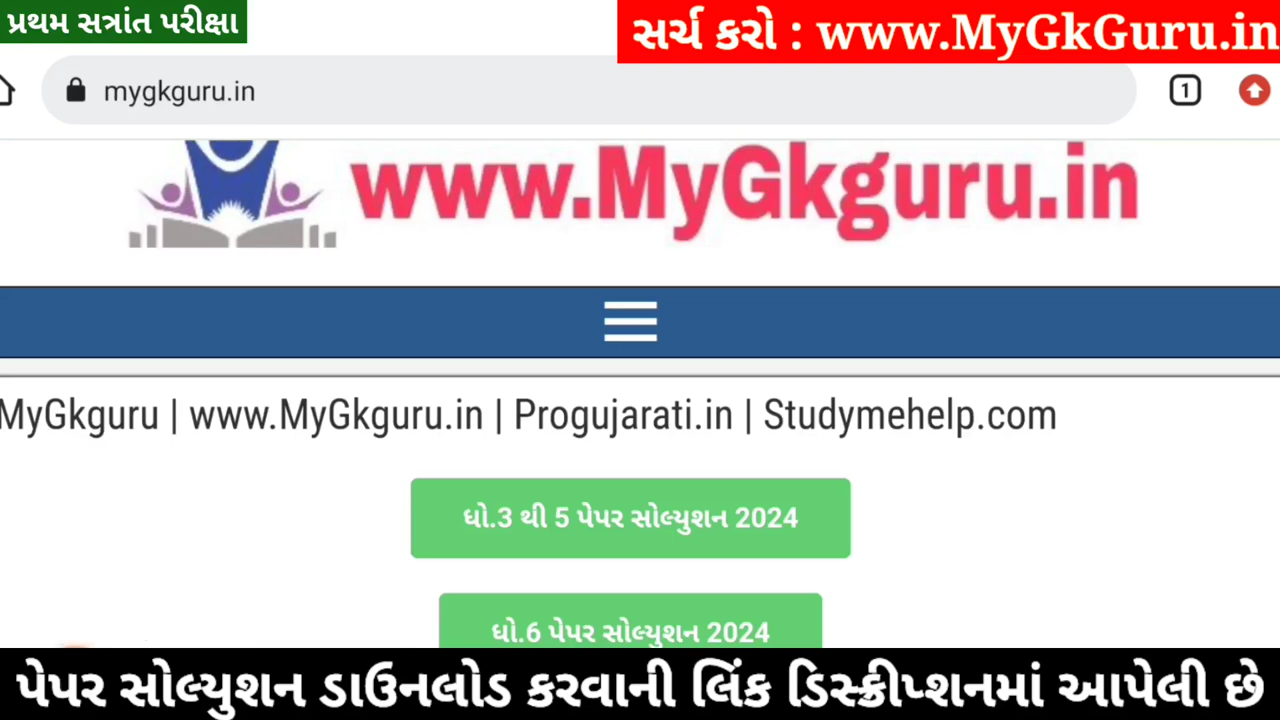 પ્રથમ સત્રાંત પરીક્ષા
સર્ચ કરો : www.MyGkGuru.in
mygkguru.in
1
www.MyGkguru.in
MyGkguru | www.MyGkguru.in | Progujarati.in | Studymehelp.com
ધો.3 થી 5 પેપર સોલ્યુશન 2024
ધો.6 પેપર સોલ્યુશન 2024
પેપર સોલ્યુશન ડાઉનલોડ કરવાની લિંક ડિસ્ક્રીપ્શનમાં આપેલી છે